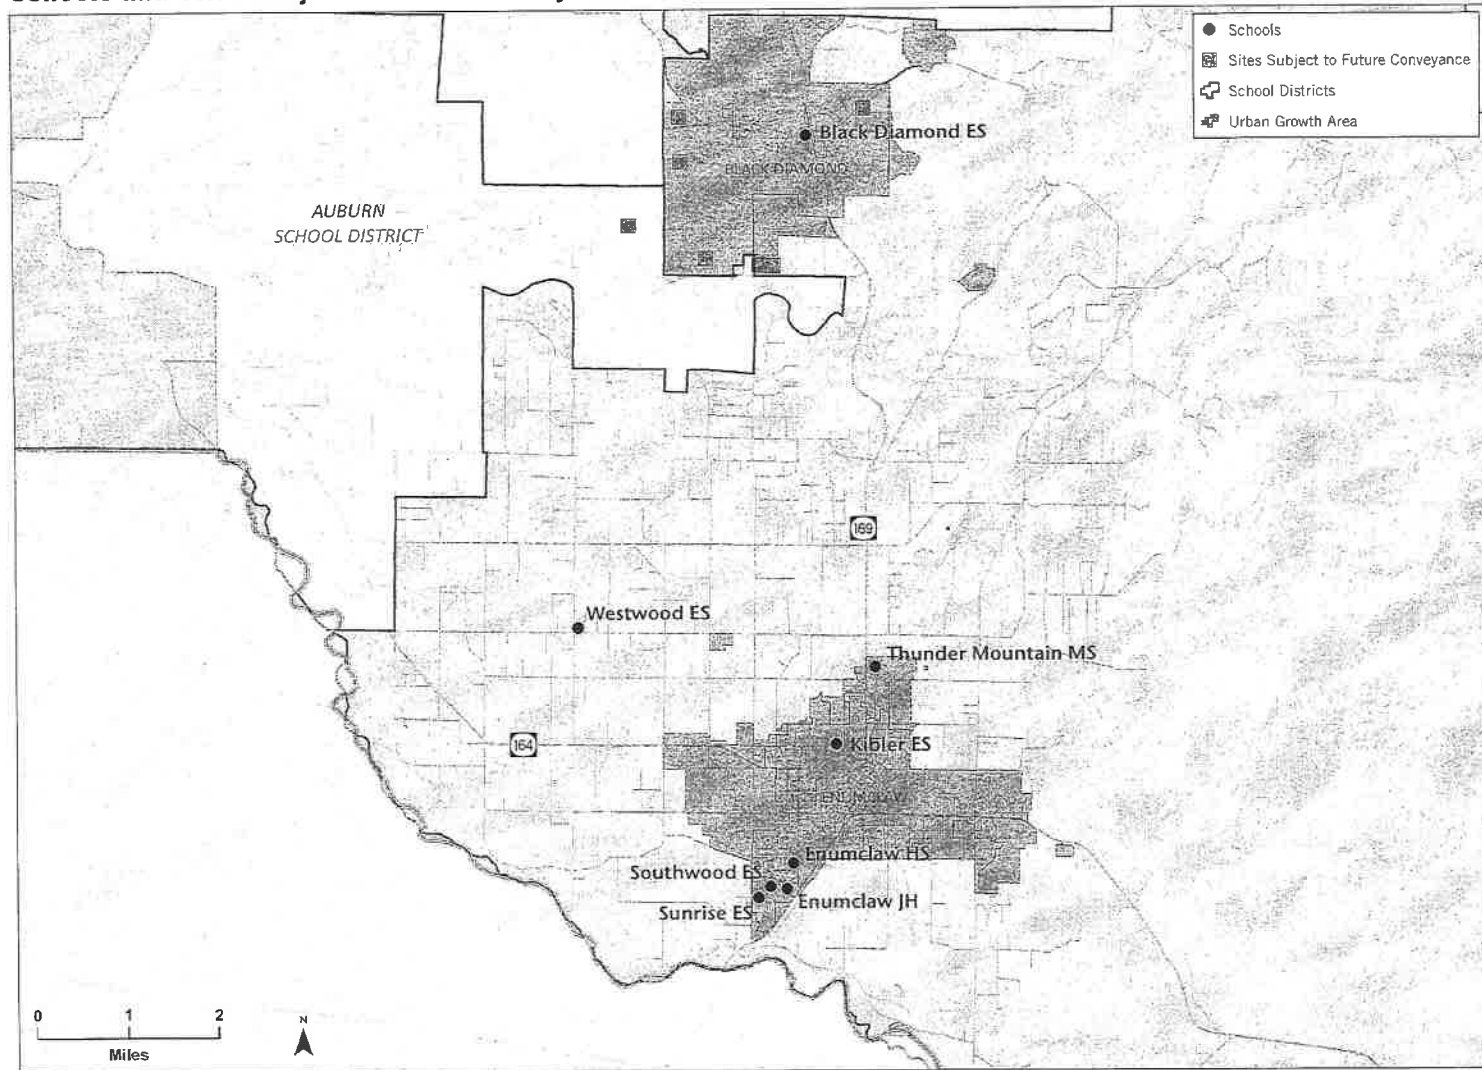 Schools
Sites Subject to Future Conveyance
School Districts
Urban Growth Area
Black Diamond ES
BLACK DIAMOND
AUBURN
SCHOOL DISTRICT
169
Westwood ES
Thunder Mountain MS
164
Kibler ES
ENUMCLAW
Enumclaw HS
Southwood ES
Enumclaw JH
Sunrise ES
0 1 2
Miles
N